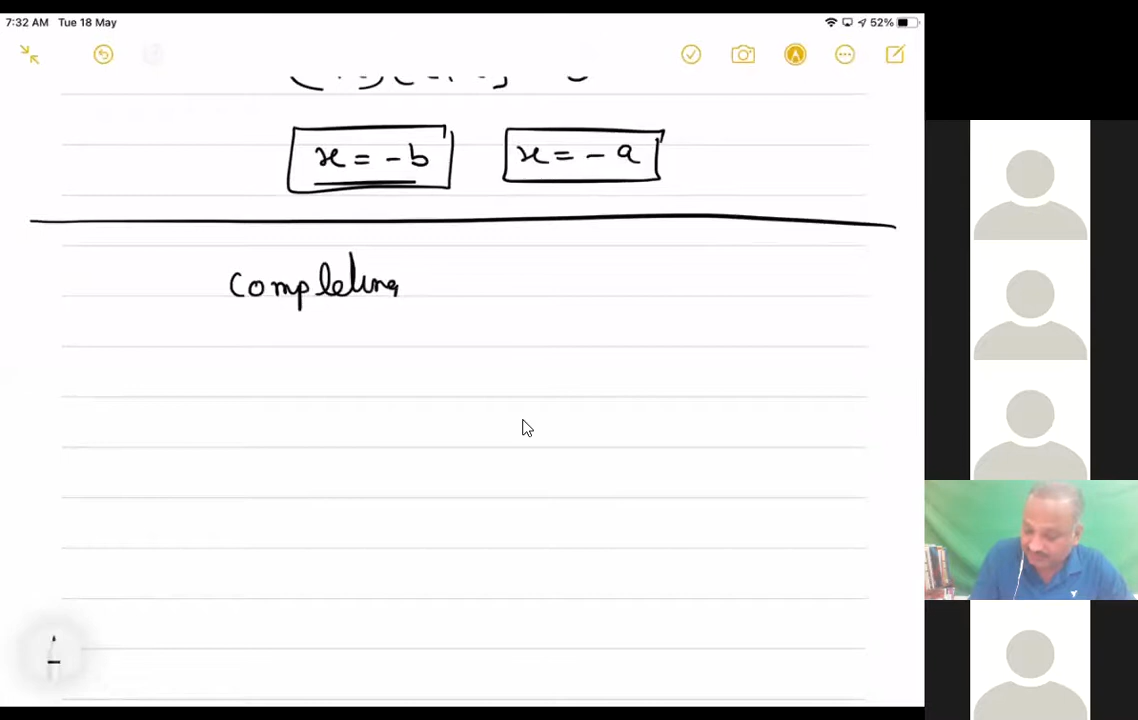 7:32 AM Tue 18 May
52%
x = -b x = -a
Completing